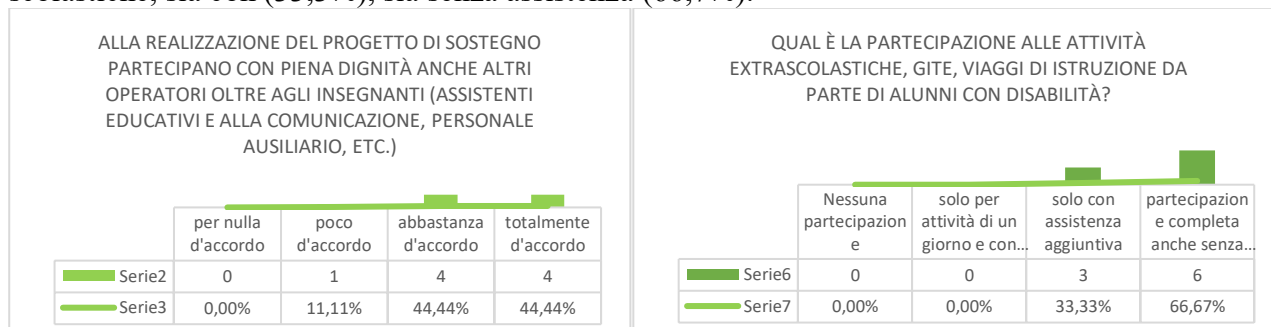 ALLA REALIZZAZIONE DEL PROGETTO DI SOSTEGNO
PARTECIPANO CON PIENA DIGNITÀ ANCHE ALTRI
OPERATORI OLTRE AGLI INSEGNANTI (ASSISTENTI
EDUCATIVI E ALLA COMUNICAZIONE, PERSONALE
AUSILIARIO, ETC.)
per nulla d'accordo
poco d'accordo
abbastanza d'accordo
totalmente d'accordo
Serie2 0 1 4 4
Serie3 0,00% 11,11% 44,44% 44,44%
QUAL È LA PARTECIPAZIONE ALLE ATTIVITÀ
EXTRASCOLASTICHE, GITE, VIAGGI DI ISTRUZIONE DA
PARTE DI ALUNNI CON DISABILITÀ?
Nessuna partecipazion e
solo per attività di un giorno e con…
solo con assistenza aggiuntiva
partecipazion e completa anche senza…
Serie6 0 0 3 6
Serie7 0,00% 0,00% 33,33% 66,67%